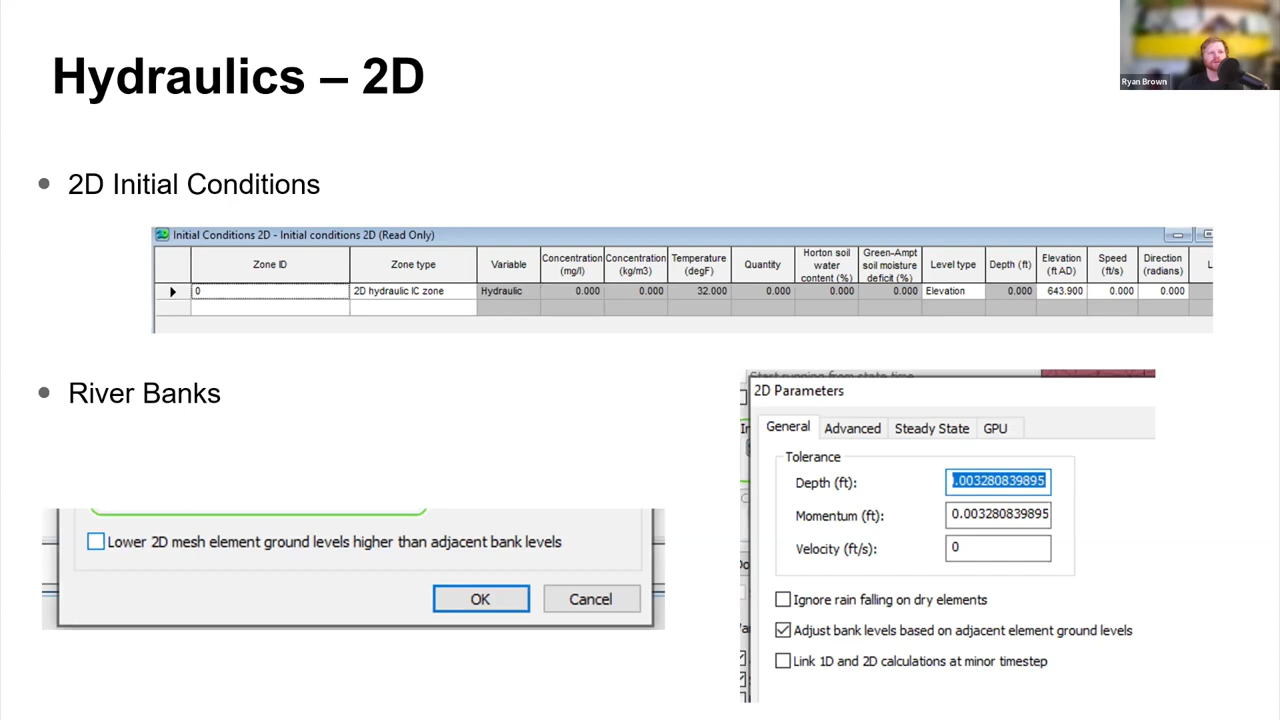 Ryan Brown
Hydraulics – 2D
2D Initial Conditions
Initial Conditions 2D - Initial conditions 2D (Read Only)
Zone ID Zone type Variable Concentration (mg/l) Concentration (kg/m3) Temperature (degF) Quantity Horton soil water content (%) Green-Ampt soil moisture deficit (%) Level type Depth (ft) Elevation (ft AD) Speed (ft/s) Direction (radians) L
0 2D hydraulic IC zone Hydraulic 0.000 0.000 32.000 0.000 0.000 0.000 Elevation 0.000 643.900 0.000 0.000
River Banks
Lower 2D mesh element ground levels higher than adjacent bank levels
OK Cancel
2D Parameters
General Advanced Steady State GPU
Tolerance
Depth (ft): .003280839895
Momentum (ft): 0.003280839895
Velocity (ft/s): 0
Ignore rain falling on dry elements
Adjust bank levels based on adjacent element ground levels
Link 1D and 2D calculations at minor timestep